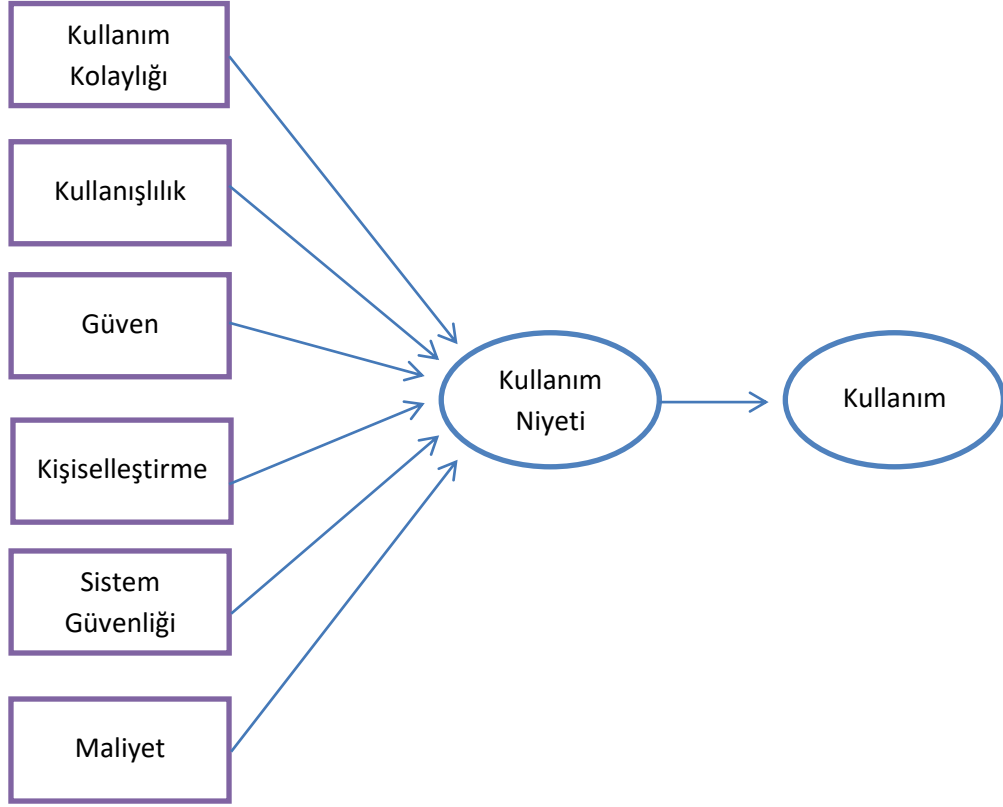 Kullanım
Kolaylığı
Kullanışlılık
Güven
Kişiselleştirme
Sistem
Güvenliği
Maliyet
Kullanım
Niyeti
Kullanım